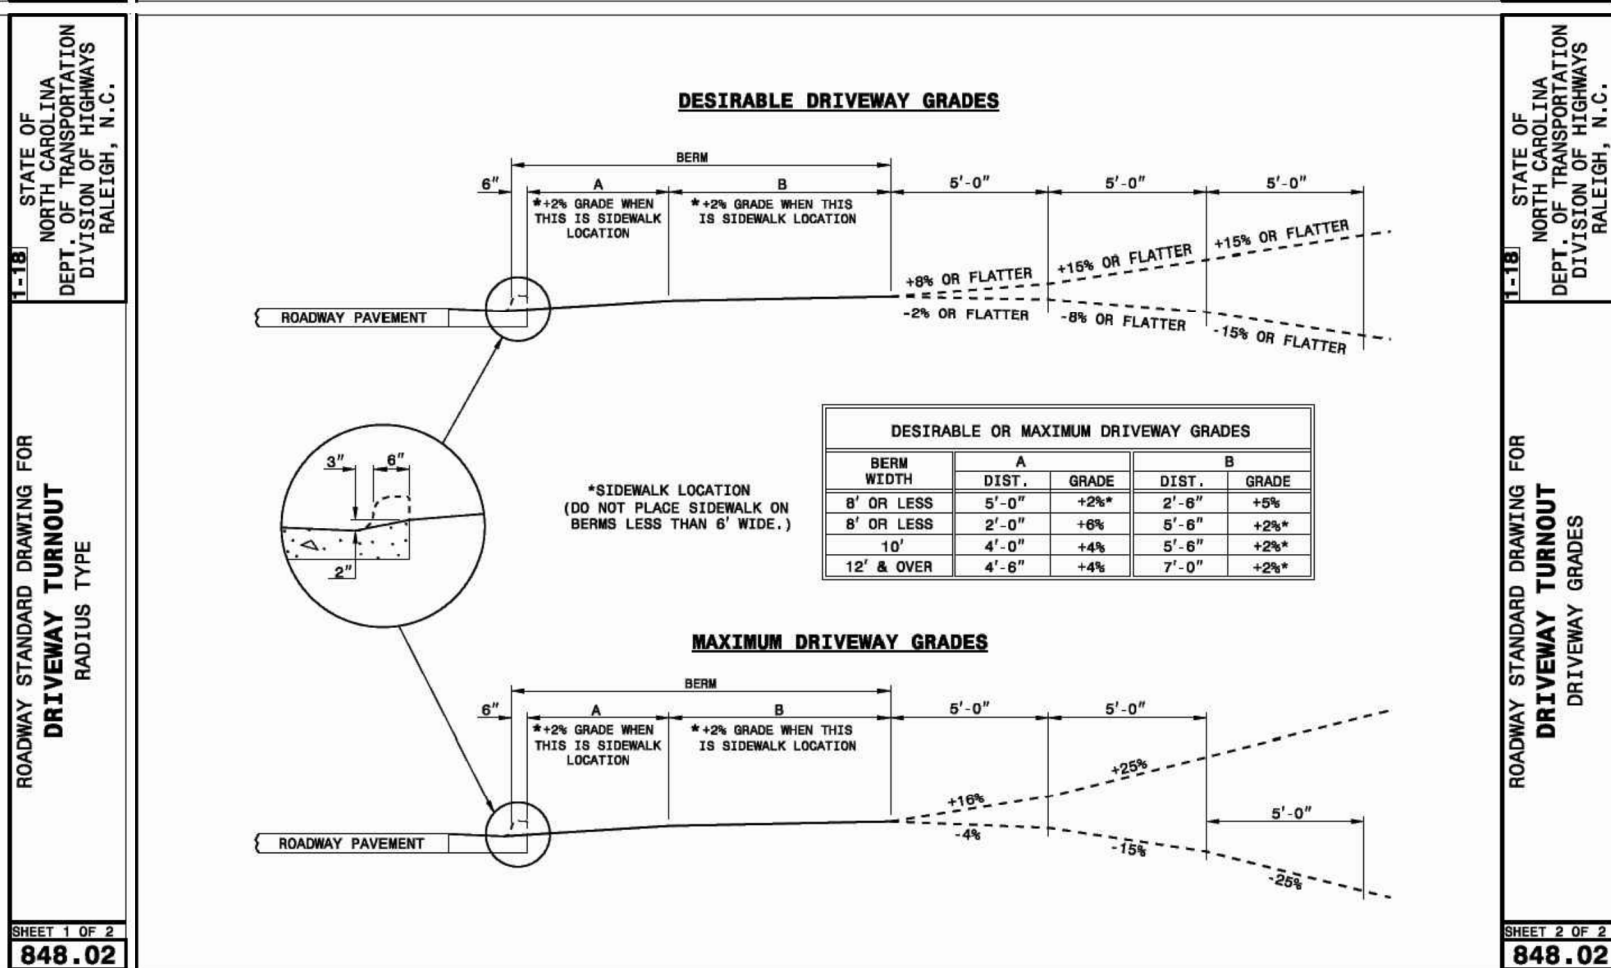 STATE OF
NORTH CAROLINA
DEPT. OF TRANSPORTATION
DIVISION OF HIGHWAYS
RALEIGH, N.C.
1-18
ROADWAY STANDARD DRAWING FOR
DRIVEWAY TURNOUT
RADIUS TYPE
SHEET 1 OF 2
848.02
DESIRABLE DRIVEWAY GRADES
BERM
6" A B 5'-0" 5'-0" 5'-0"
*+2% GRADE WHEN
THIS IS SIDEWALK
LOCATION
*+2% GRADE WHEN THIS
IS SIDEWALK LOCATION
+8% OR FLATTER
+15% OR FLATTER
+15% OR FLATTER
-2% OR FLATTER
-8% OR FLATTER
-15% OR FLATTER
ROADWAY PAVEMENT
3" 6"
2"
*SIDEWALK LOCATION
(DO NOT PLACE SIDEWALK ON
BERMS LESS THAN 6' WIDE.)
DESIRABLE OR MAXIMUM DRIVEWAY GRADES
BERM
WIDTH
A B
DIST. GRADE DIST. GRADE
8' OR LESS 5'-0" +2%* 2'-6" +5%
8' OR LESS 2'-0" +6% 5'-6" +2%*
10' 4'-0" +4% 5'-6" +2%*
12' & OVER 4'-6" +4% 7'-0" +2%*
MAXIMUM DRIVEWAY GRADES
BERM
6" A B 5'-0" 5'-0"
*+2% GRADE WHEN
THIS IS SIDEWALK
LOCATION
*+2% GRADE WHEN THIS
IS SIDEWALK LOCATION
+16%
+25%
5'-0"
-4%
-15%
-25%
ROADWAY PAVEMENT
STATE OF
NORTH CAROLINA
DEPT. OF TRANSPORTATION
DIVISION OF HIGHWAYS
RALEIGH, N.C.
1-18
ROADWAY STANDARD DRAWING FOR
DRIVEWAY TURNOUT
DRIVEWAY GRADES
SHEET 2 OF 2
848.02